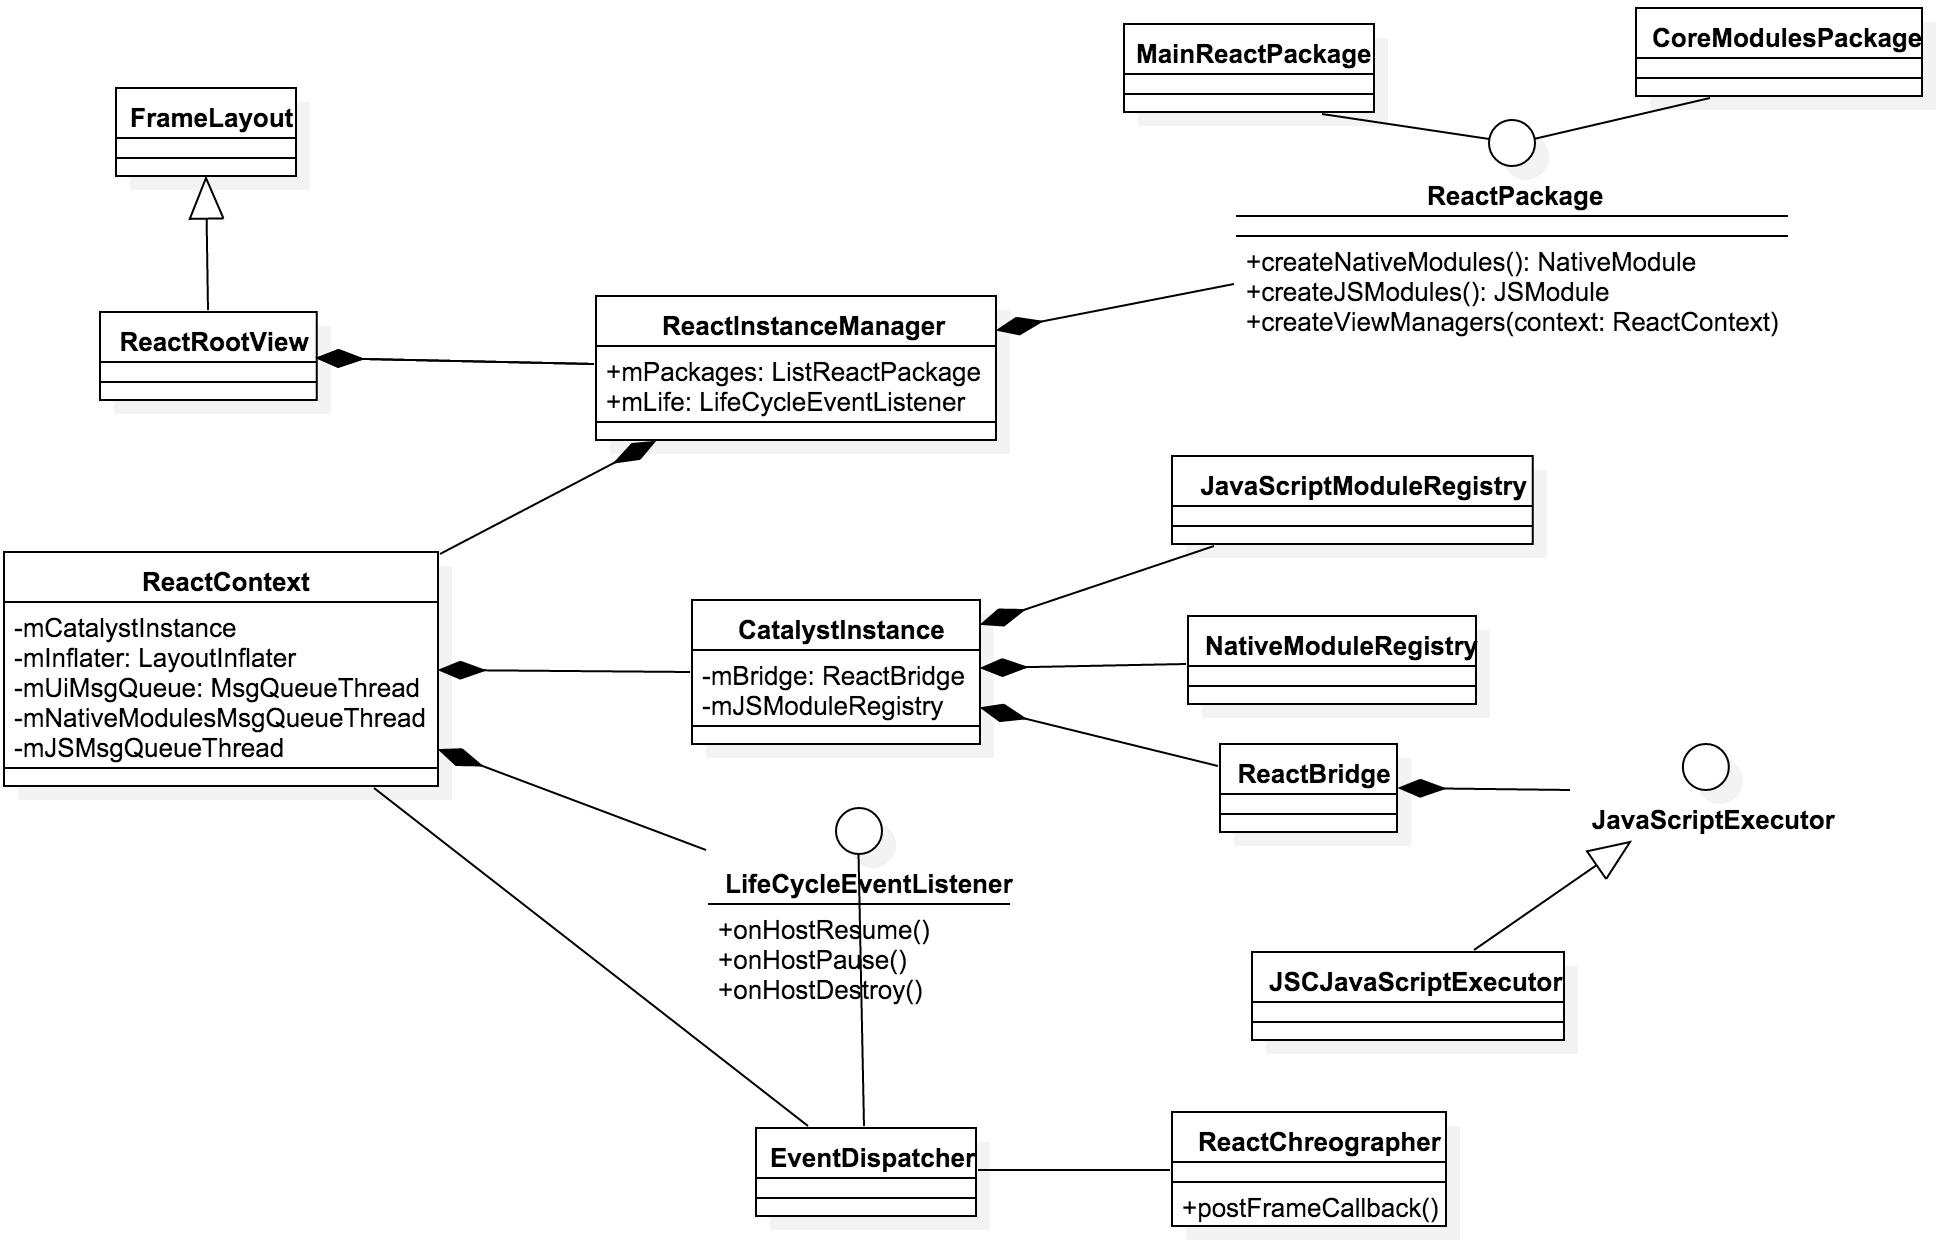 MainReactPackage
CoreModulesPackage
FrameLayout
ReactPackage
+createNativeModules(): NativeModule
+createJSModules(): JSModule
+createViewManagers(context: ReactContext)
ReactRootView
ReactInstanceManager
+mPackages: ListReactPackage
+mLife: LifeCycleEventListener
JavaScriptModuleRegistry
ReactContext
-mCatalystInstance
-mInflater: LayoutInflater
-mUiMsgQueue: MsgQueueThread
-mNativeModulesMsgQueueThread
-mJSMsgQueueThread
CatalystInstance
-mBridge: ReactBridge
-mJSModuleRegistry
NativeModuleRegistry
ReactBridge
JavaScriptExecutor
LifeCycleEventListener
+onHostResume()
+onHostPause()
+onHostDestroy()
JSCJavaScriptExecutor
EventDispatcher
ReactChreographer
+postFrameCallback()